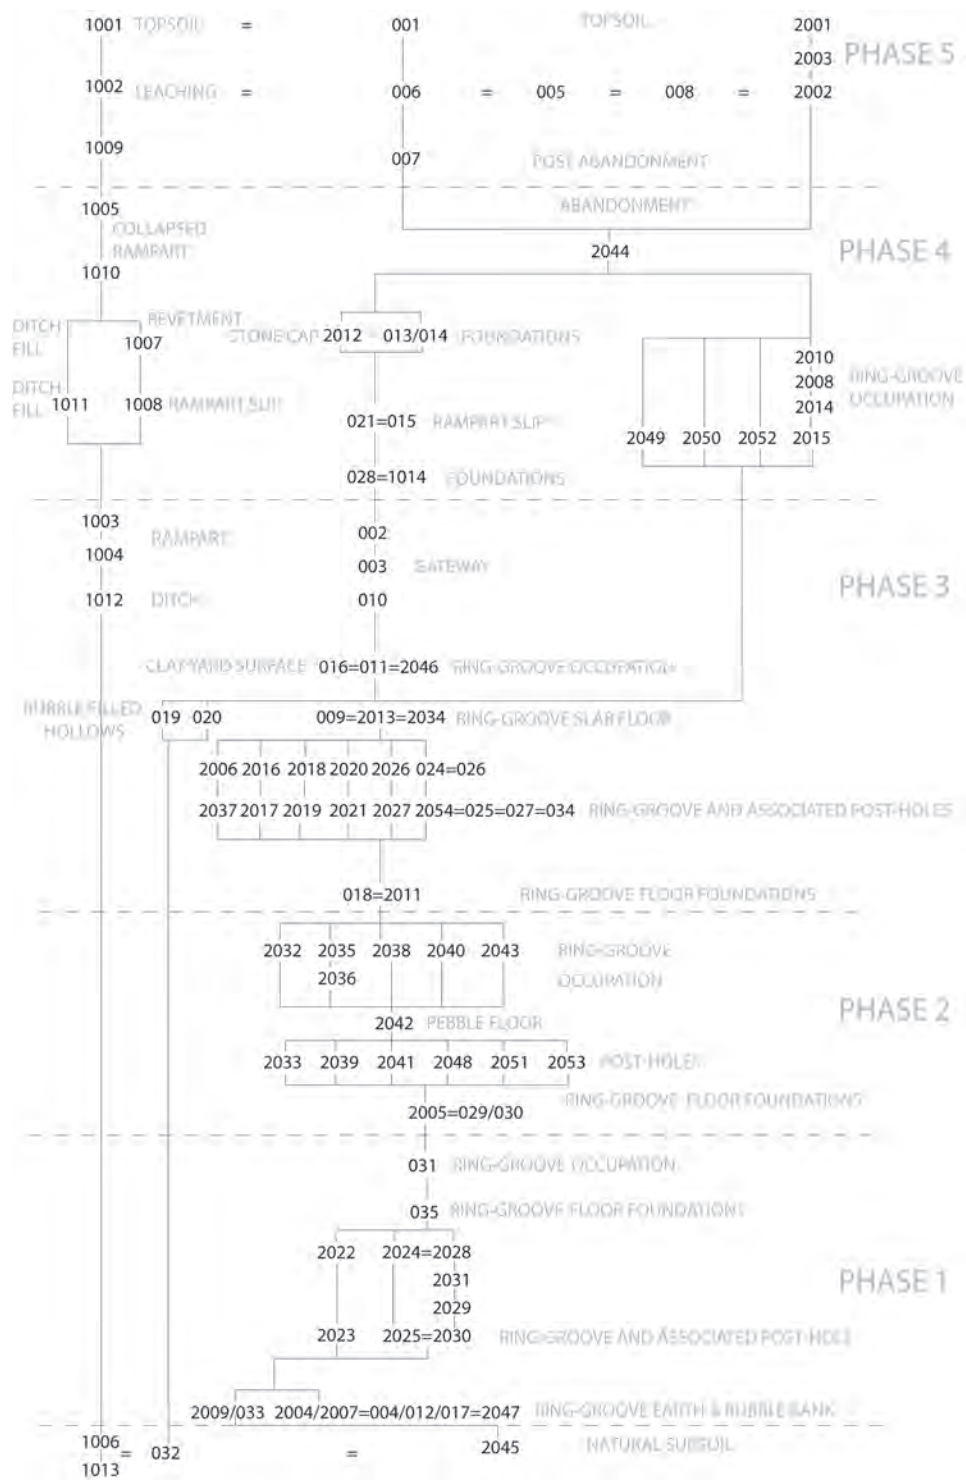 1001 TOPSOIL = 001 TOPSOIL 2001
2003 PHASE 5
1002 LEACHING = 006 = 005 = 008 = 2002
1009 007 POST ABANDONMENT
1005 ABANDONMENT
COLLAPSED
RAMPART
2044 PHASE 4
1010
DITCH
FILL
REVETMENT
1007
STONE CAP 2012 013/014 FOUNDATIONS
2010
2008
2014
RING-GROOVE
OCCUPATION
DITCH
FILL
1011 1008 RAMPART SLIP
021=015 RAMPART SLIP
2049 2050 2052 2015
028=1014 FOUNDATIONS
1003 002
1004 RAMPART
003 GATEWAY PHASE 3
1012 DITCH 010
CLAY YARD SURFACE 016=011=2046 RING-GROOVE OCCUPATION
RUBBLE FILLED
HOLLOWS
019 020 009=2013=2034 RING-GROOVE SLAB FLOOR
2006 2016 2018 2020 2026 024=026
2037 2017 2019 2021 2027 2054=025=027=034 RING-GROOVE AND ASSOCIATED POST-HOLES
018=2011 RING-GROOVE FLOOR FOUNDATIONS
2032 2035 2038 2040 2043 RING-GROOVE
2036 OCCUPATION
PHASE 2
2042 PEBBLE FLOOR
2033 2039 2041 2048 2051 2053 POST-HOLES
RING-GROOVE FLOOR FOUNDATIONS
2005=029/030
031 RING-GROOVE OCCUPATION
035 RING-GROOVE FLOOR FOUNDATIONS
2022 2024=2028
2031 PHASE 1
2029
2023 2025=2030 RING-GROOVE AND ASSOCIATED POST-HOLE
2009/033 2004/2007=004/012/017=2047 RING-GROOVE EARTH & RUBBLE BANK
1006 = 032 = 2045 NATURAL SUBSOIL
1013